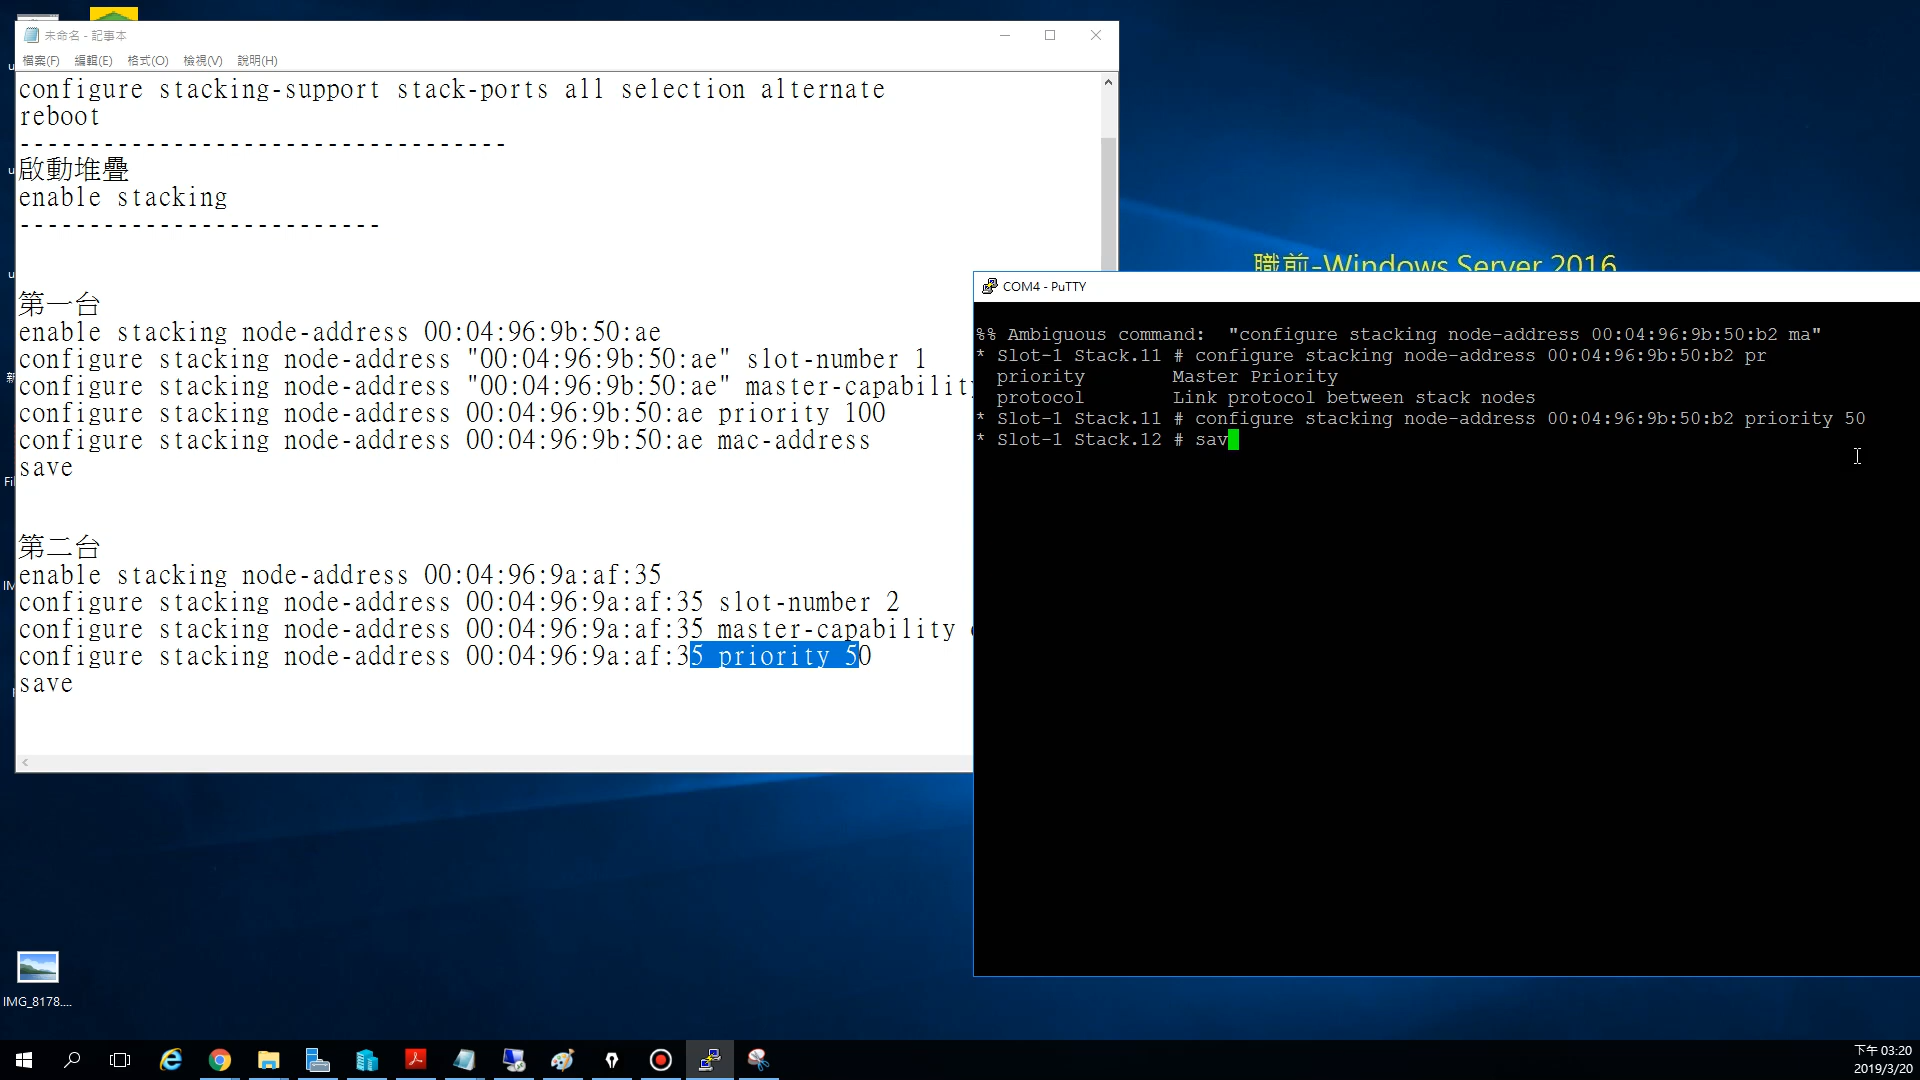 未命名 - 記事本
檔案(F) 編輯(E) 格式(O) 檢視(V) 說明(H)
configure stacking-support stack-ports all selection alternate
reboot
-----------------------------------
啟動堆疊
enable stacking
--------------------------
第一台
enable stacking node-address 00:04:96:9b:50:ae
configure stacking node-address "00:04:96:9b:50:ae" slot-number 1
configure stacking node-address "00:04:96:9b:50:ae" master-capability
configure stacking node-address 00:04:96:9b:50:ae priority 100
configure stacking node-address 00:04:96:9b:50:ae mac-address
save
第二台
enable stacking node-address 00:04:96:9a:af:35
configure stacking node-address 00:04:96:9a:af:35 slot-number 2
configure stacking node-address 00:04:96:9a:af:35 master-capability
configure stacking node-address 00:04:96:9a:af:35 priority 50
save
職前-Windows Server 2016
COM4 - PuTTY
%% Ambiguous command:  "configure stacking node-address 00:04:96:9b:50:b2 ma"
* Slot-1 Stack.11 # configure stacking node-address 00:04:96:9b:50:b2 pr
priority        Master Priority
protocol        Link protocol between stack nodes
* Slot-1 Stack.11 # configure stacking node-address 00:04:96:9b:50:b2 priority 50
* Slot-1 Stack.12 # sav
IMG_8178....
下午 03:20
2019/3/20